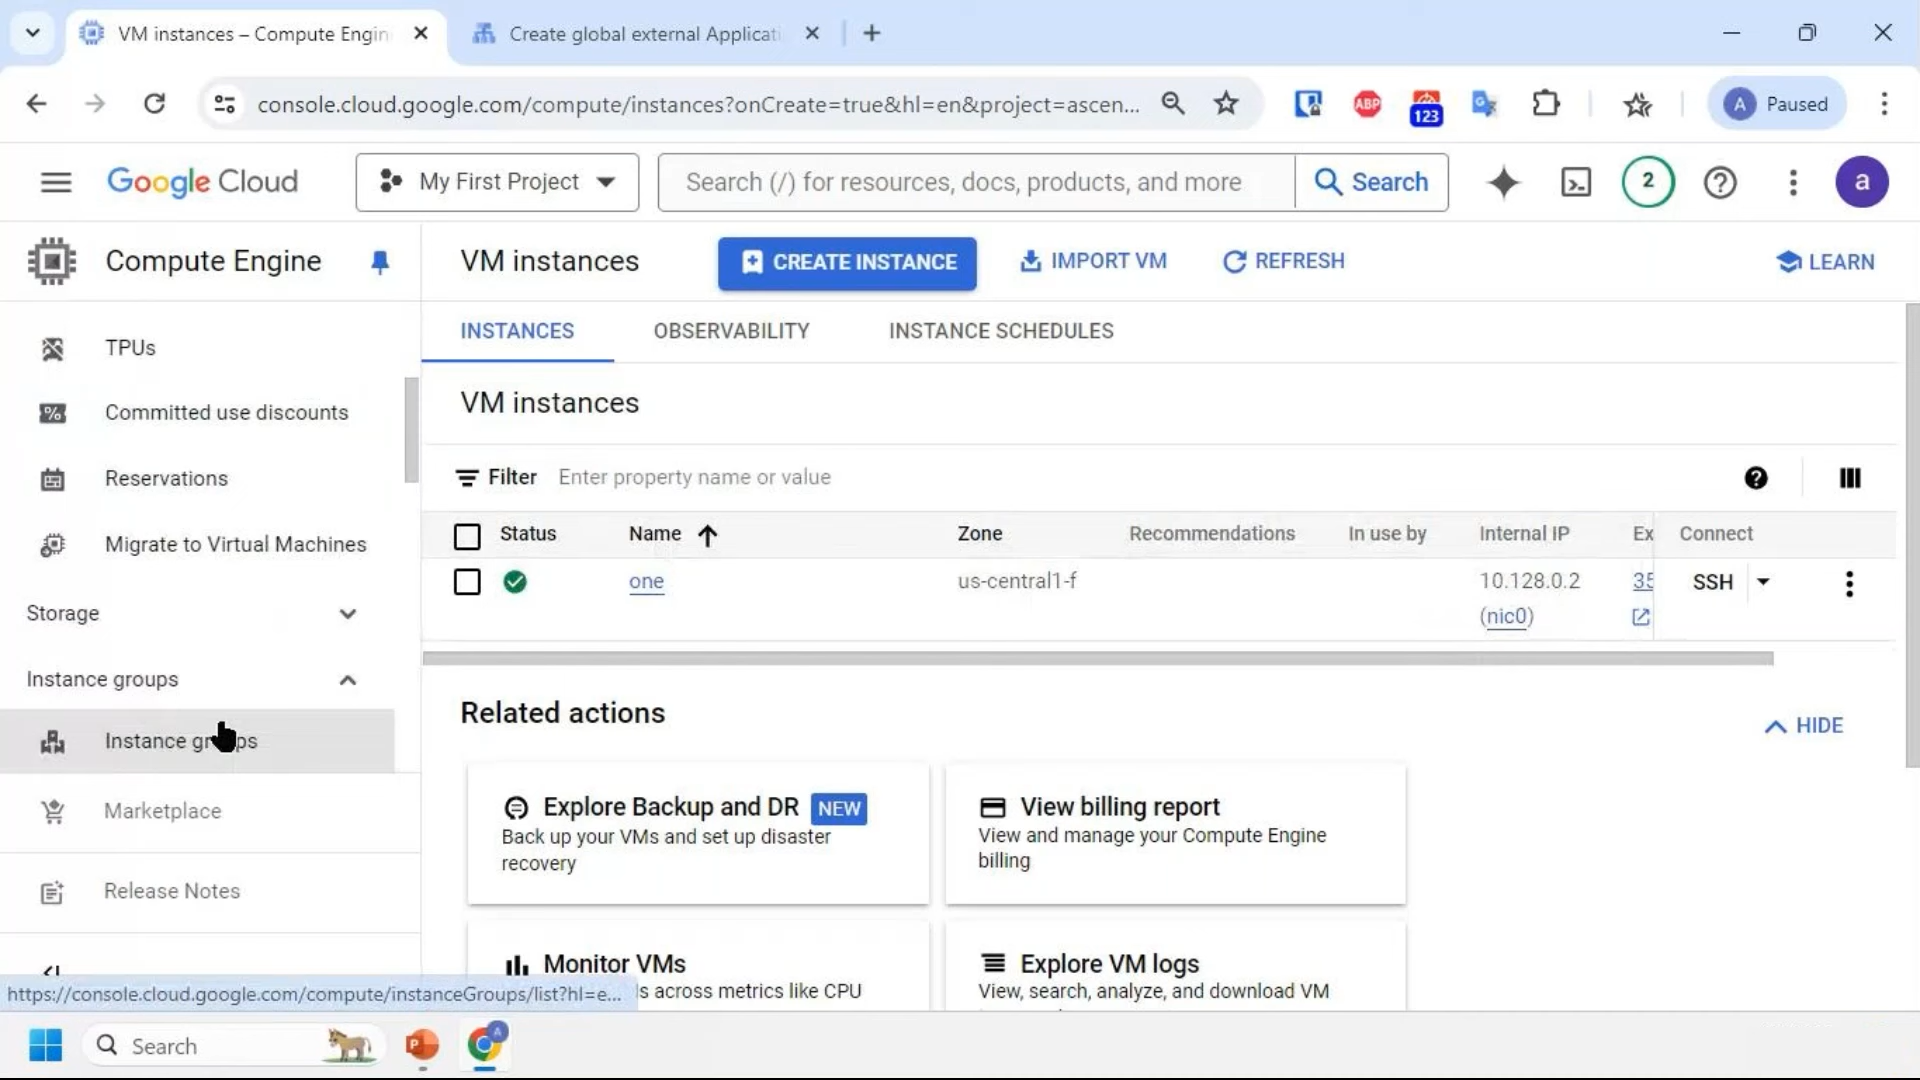 VM instances – Compute Engin
Create global external Applicati
console.cloud.google.com/compute/instances?onCreate=true&hl=en&project=ascen...
ABP
123
A Paused
Google Cloud
My First Project
Search (/) for resources, docs, products, and more
Search
2
a
Compute Engine
VM instances
CREATE INSTANCE
IMPORT VM
REFRESH
LEARN
TPUs
Committed use discounts
Reservations
Migrate to Virtual Machines
Storage
Instance groups
Instance groups
Marketplace
Release Notes
INSTANCES
OBSERVABILITY
INSTANCE SCHEDULES
VM instances
Filter Enter property name or value
Status Name Zone Recommendations In use by Internal IP Ex Connect
one us-central1-f 10.128.0.2 35 SSH
(nic0)
Related actions
HIDE
Explore Backup and DR NEW
Back up your VMs and set up disaster
recovery
View billing report
View and manage your Compute Engine
billing
Monitor VMs
s across metrics like CPU
Explore VM logs
View, search, analyze, and download VM
https://console.cloud.google.com/compute/instanceGroups/list?hl=e...
Search